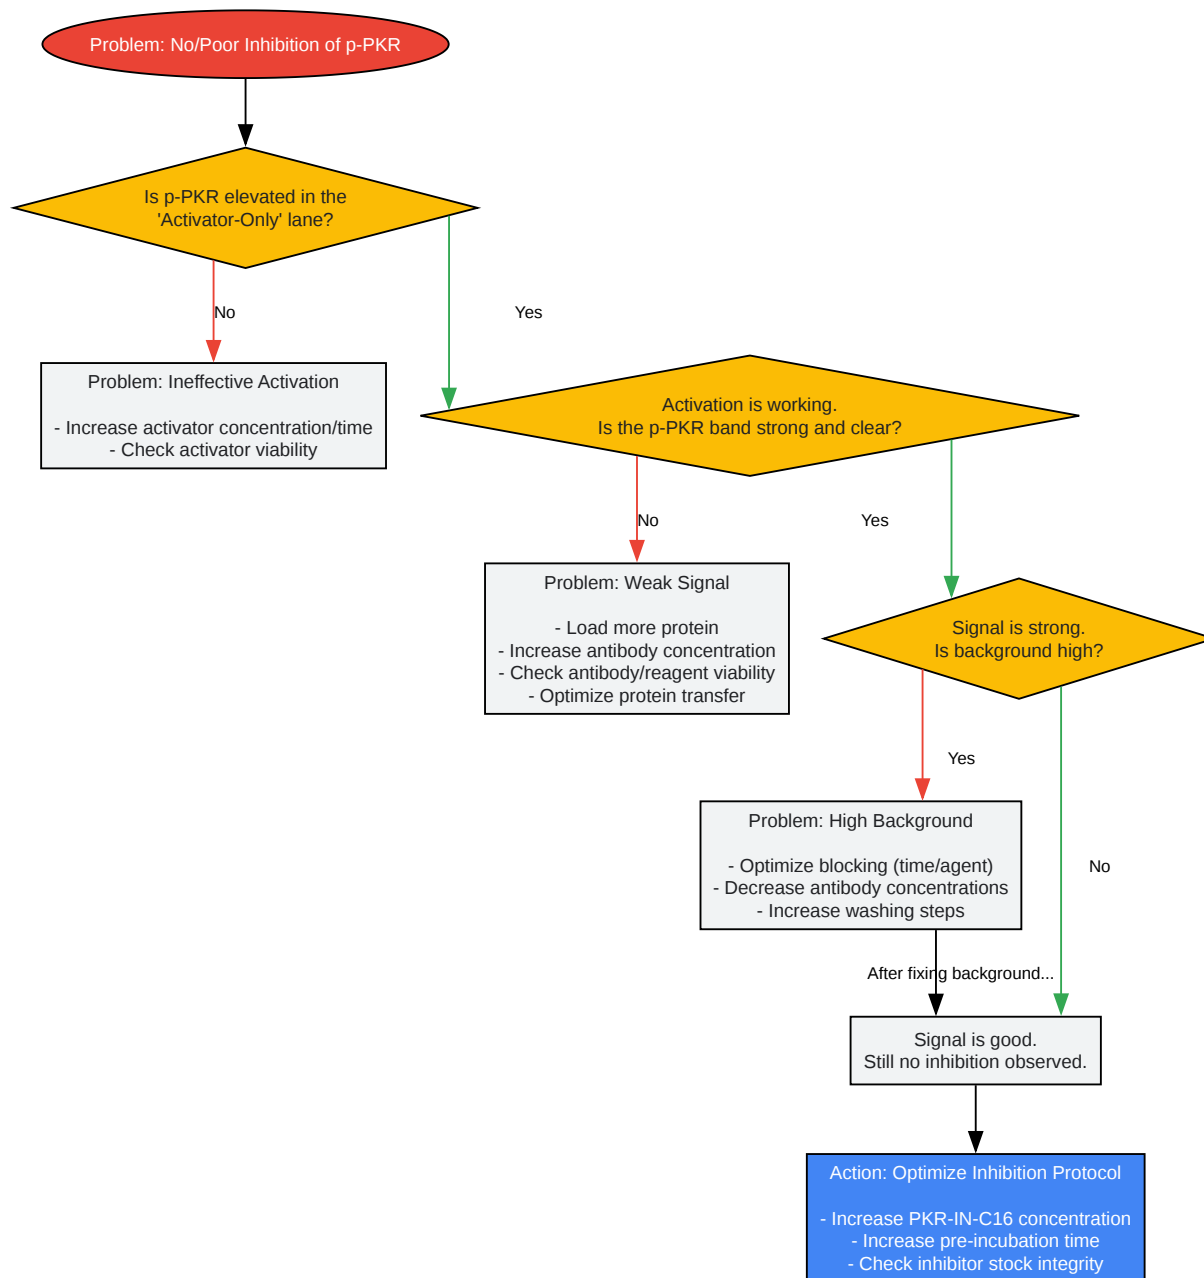 Problem: No/Poor Inhibition of p-PKR
Is p-PKR elevated in the
'Activator-Only' lane?
No
Yes
Problem: Ineffective Activation
- Increase activator concentration/time
- Check activator viability
Activation is working.
Is the p-PKR band strong and clear?
No
Yes
Problem: Weak Signal
- Load more protein
- Increase antibody concentration
- Check antibody/reagent viability
- Optimize protein transfer
Signal is strong.
Is background high?
Yes
No
Problem: High Background
- Optimize blocking (time/agent)
- Decrease antibody concentrations
- Increase washing steps
After fixing background...
Signal is good.
Still no inhibition observed.
Action: Optimize Inhibition Protocol
- Increase PKR-IN-C16 concentration
- Increase pre-incubation time
- Check inhibitor stock integrity